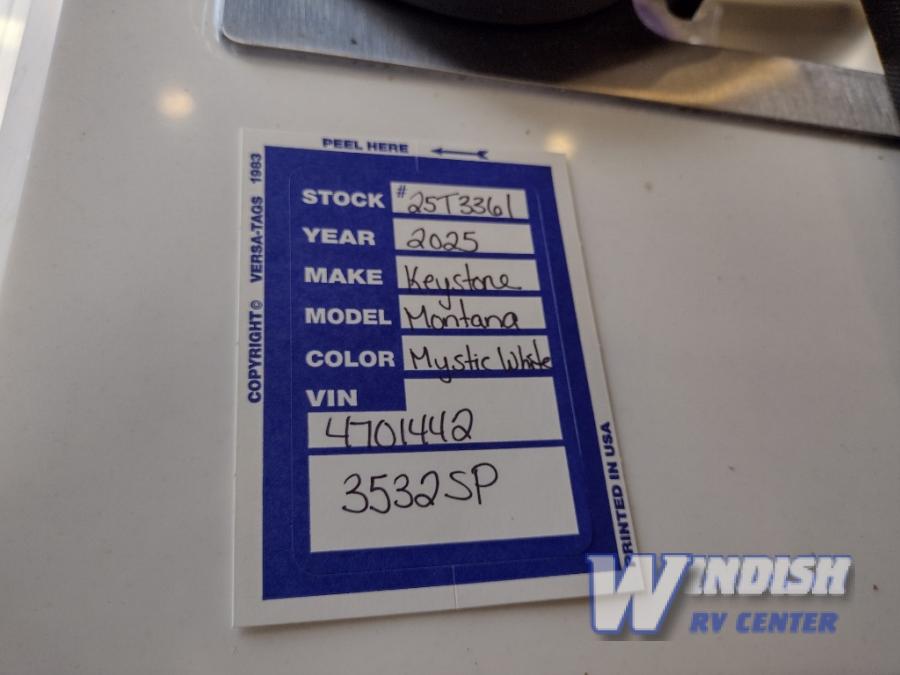 PEEL HERE
COPYRIGHT© VERSA-TAGS 1983
STOCK #25T3361
YEAR 2025
MAKE Keystone
MODEL Montana
COLOR Mystic White
VIN
4701442
3532SP
PRINTED IN USA
WINDISH
RV CENTER